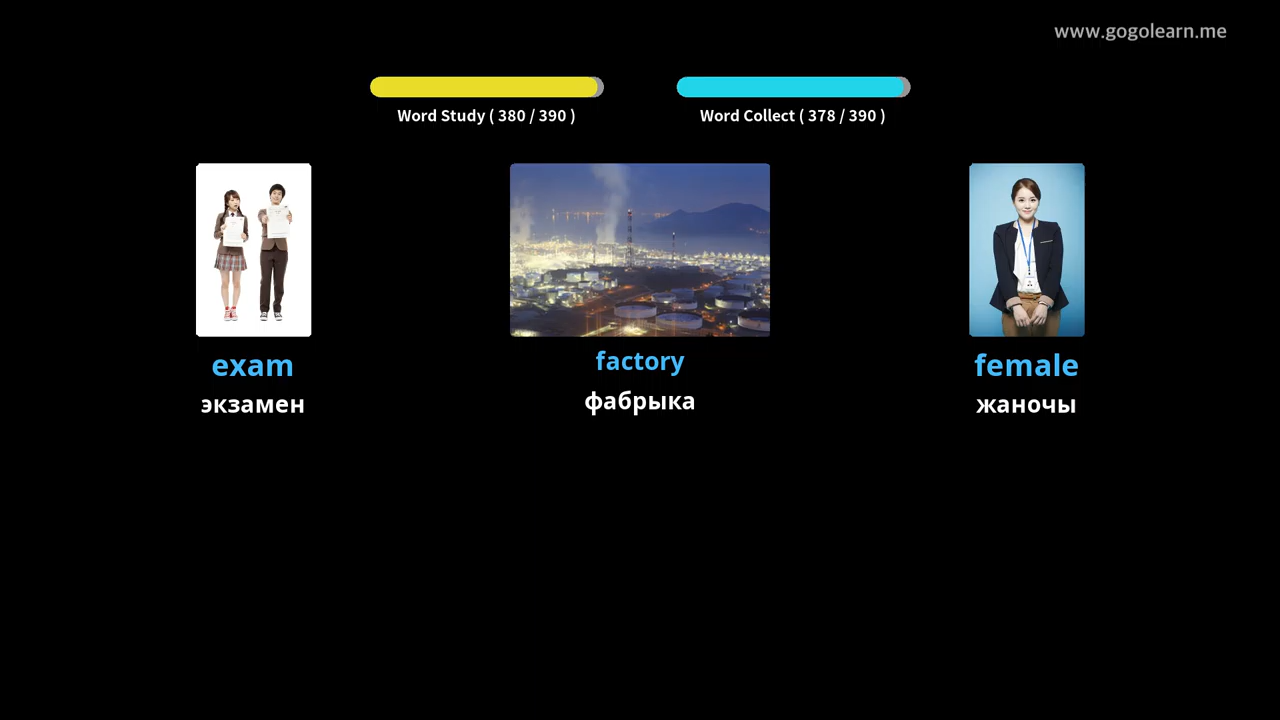 www.gogolearn.me
Word Study ( 380 / 390 )
Word Collect ( 378 / 390 )
exam
экзамен
factory
фабрыка
female
жаночы